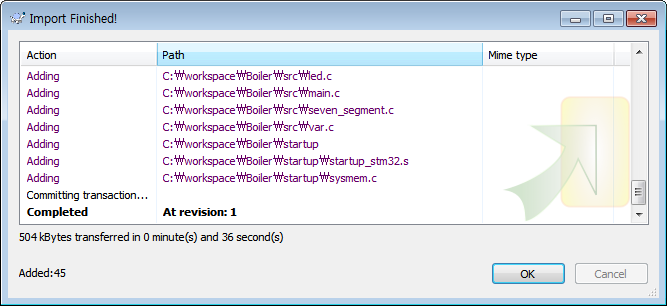 Import Finished!
Action Path Mime type
Adding C:₩workspace₩Boiler₩src₩led.c
Adding C:₩workspace₩Boiler₩src₩main.c
Adding C:₩workspace₩Boiler₩src₩seven_segment.c
Adding C:₩workspace₩Boiler₩src₩var.c
Adding C:₩workspace₩Boiler₩startup
Adding C:₩workspace₩Boiler₩startup₩startup_stm32.s
Adding C:₩workspace₩Boiler₩startup₩sysmem.c
Committing transaction...
Completed At revision: 1
504 kBytes transferred in 0 minute(s) and 36 second(s)
Added:45 OK Cancel